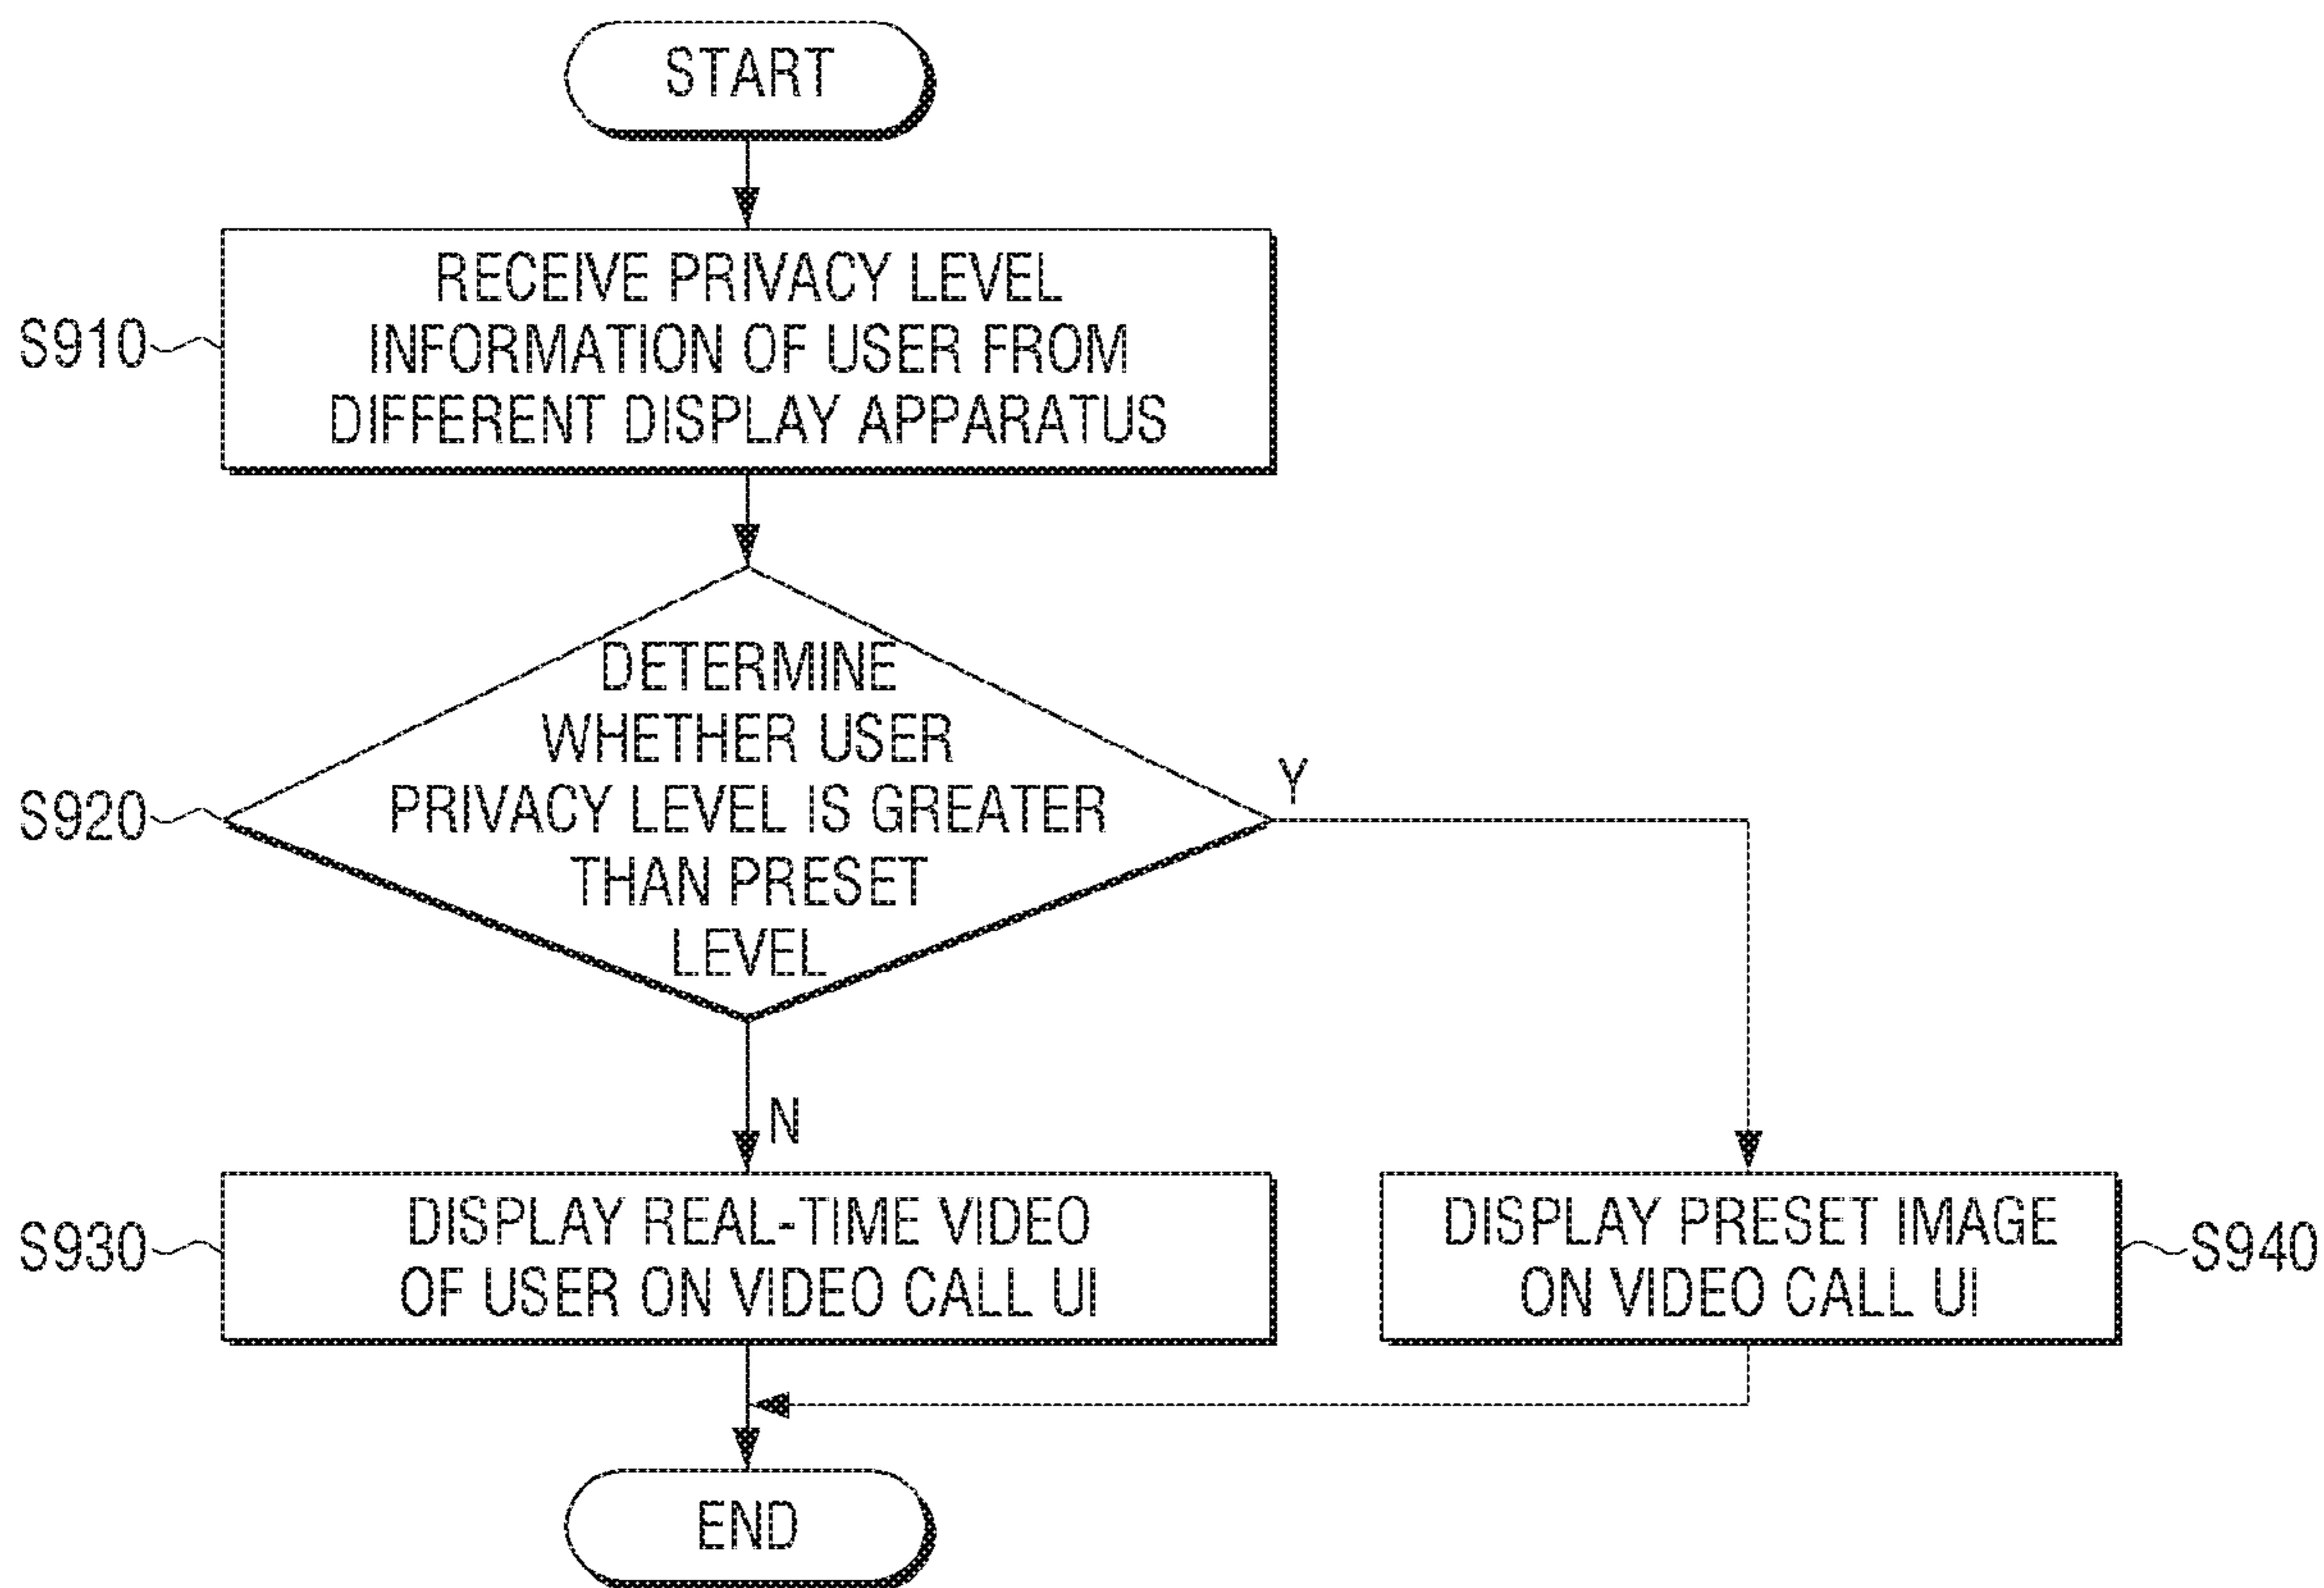 START
S910
RECEIVE PRIVACY LEVEL
INFORMATION OF USER FROM
DIFFERENT DISPLAY APPARATUS
S920
DETERMINE
WHETHER USER
PRIVACY LEVEL IS GREATER
THAN PRESET
LEVEL
Y
N
S930
DISPLAY REAL-TIME VIDEO
OF USER ON VIDEO CALL UI
DISPLAY PRESET IMAGE
ON VIDEO CALL UI
S940
END